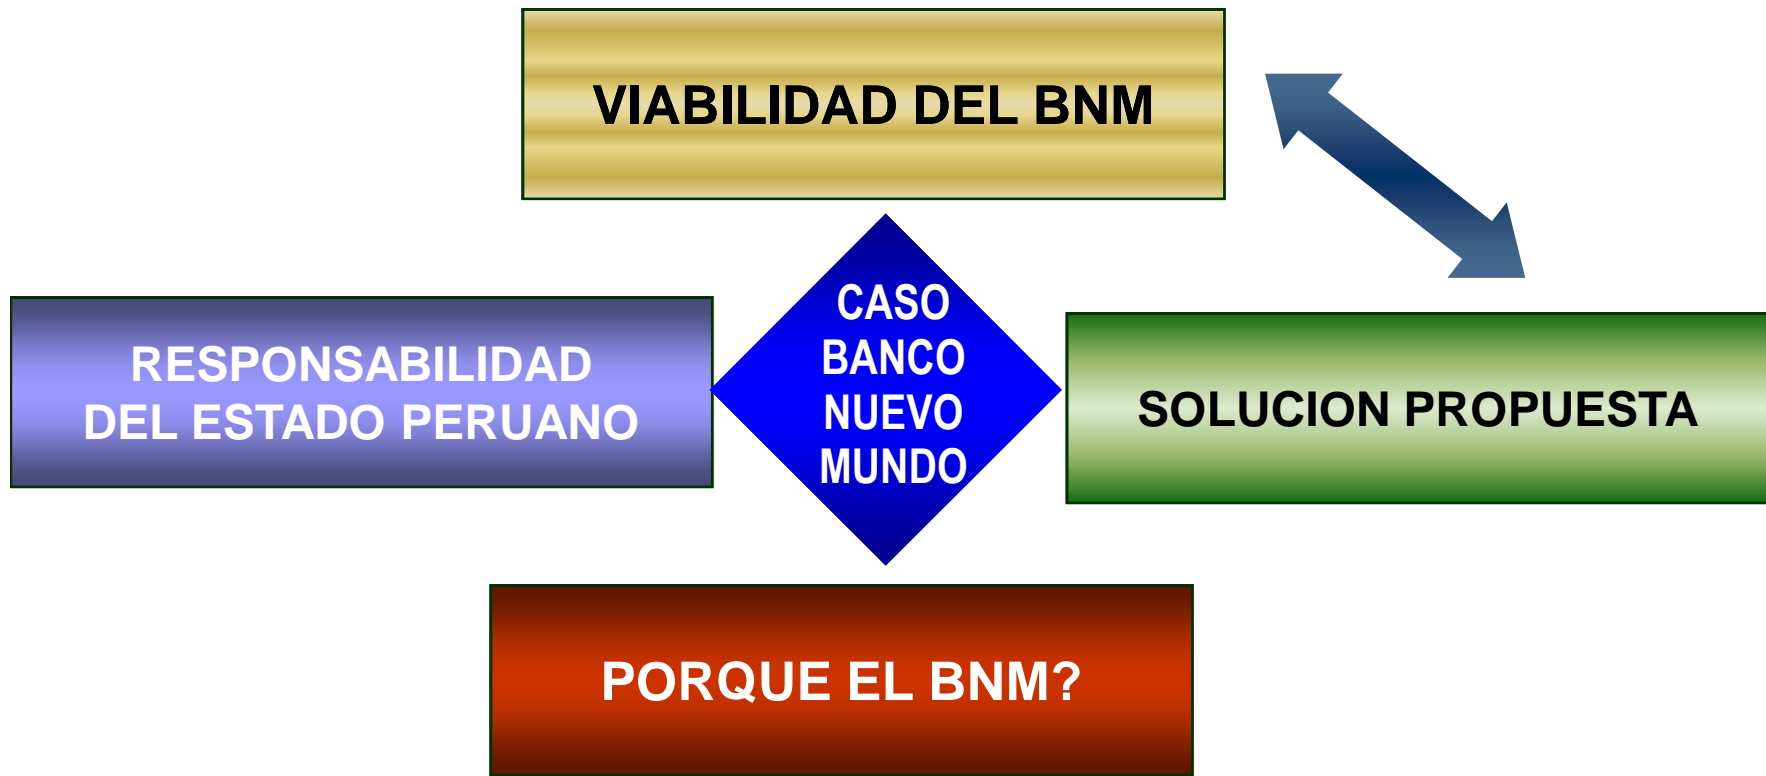 VIABILIDAD DEL BNM
RESPONSABILIDAD
DEL ESTADO PERUANO
CASO
BANCO
NUEVO
MUNDO
SOLUCION PROPUESTA
PORQUE EL BNM?